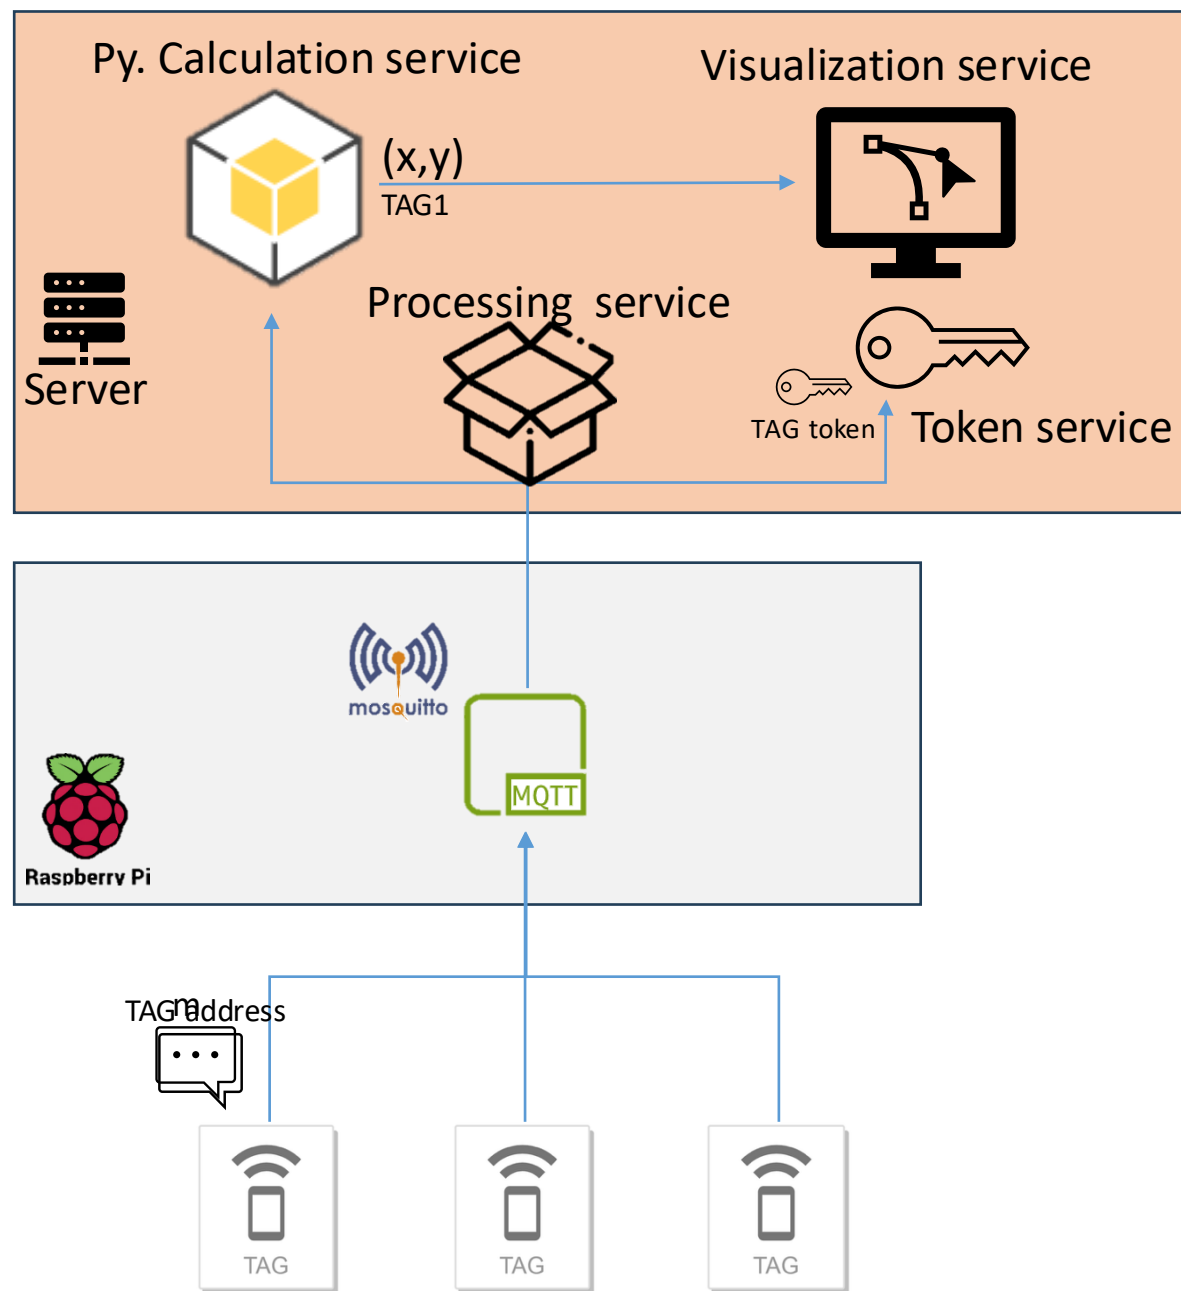 Py. Calculation service
Visualization service
(x,y)
TAG1
Processing  service
Server
TAG token
Token service
mosquitto
MQTT
Raspberry Pi
m
TAG address
TAG
TAG
TAG